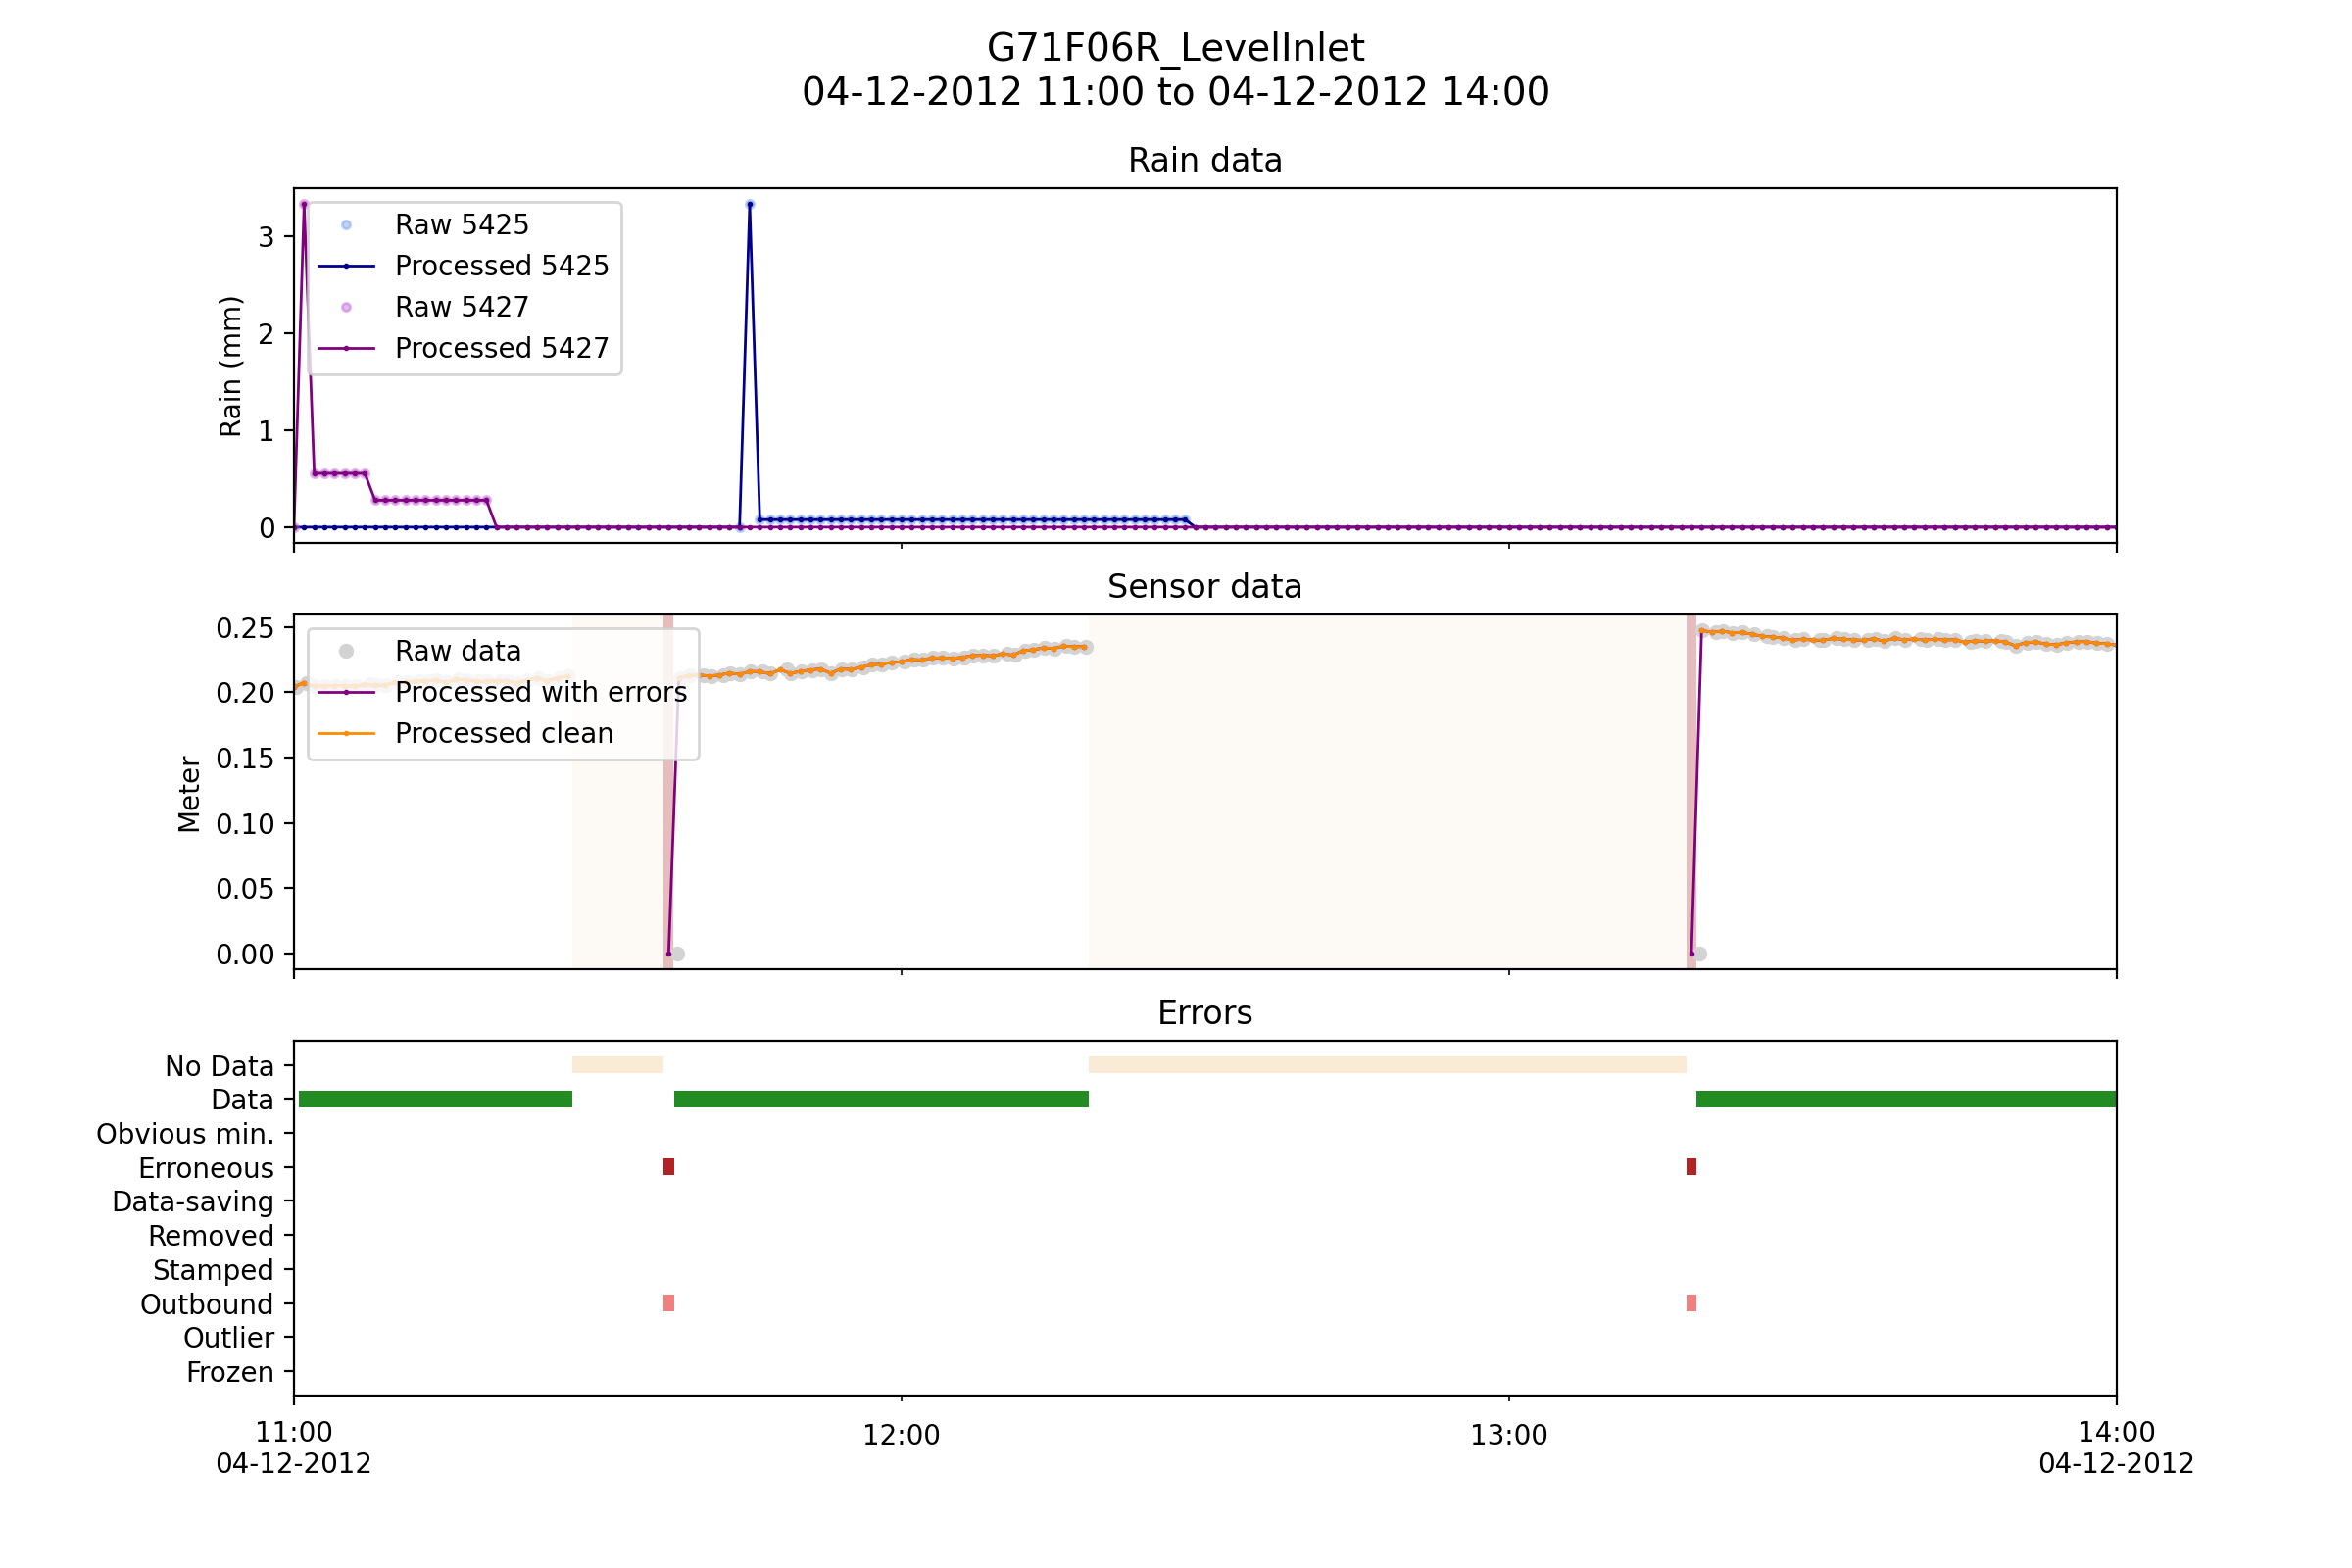 G71F06R_LevelInlet
04-12-2012 11:00 to 04-12-2012 14:00
Rain data
Rain (mm)
3
2
1
0
Raw 5425
Processed 5425
Raw 5427
Processed 5427
Sensor data
Meter
0.25
0.20
0.15
0.10
0.05
0.00
Raw data
Processed with errors
Processed clean
Errors
No Data
Data
Obvious min.
Erroneous
Data-saving
Removed
Stamped
Outbound
Outlier
Frozen
11:00 12:00 13:00 14:00
04-12-2012 04-12-2012